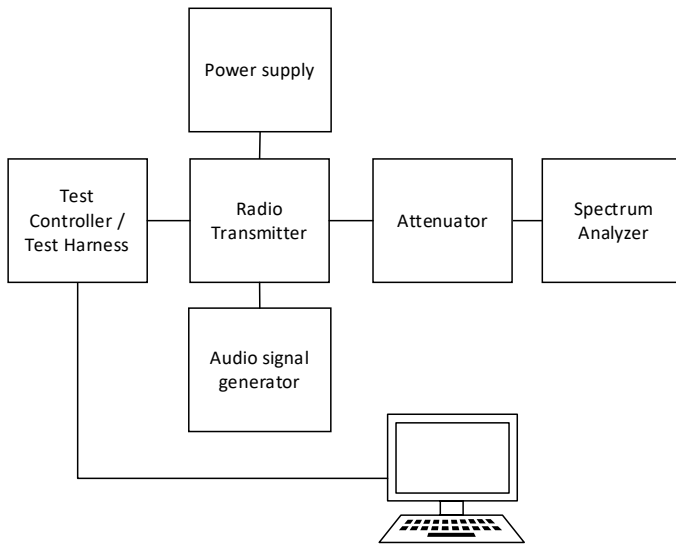 Power supply
Test
Controller /
Test Harness
Radio
Transmitter
Attenuator
Spectrum
Analyzer
Audio signal
generator